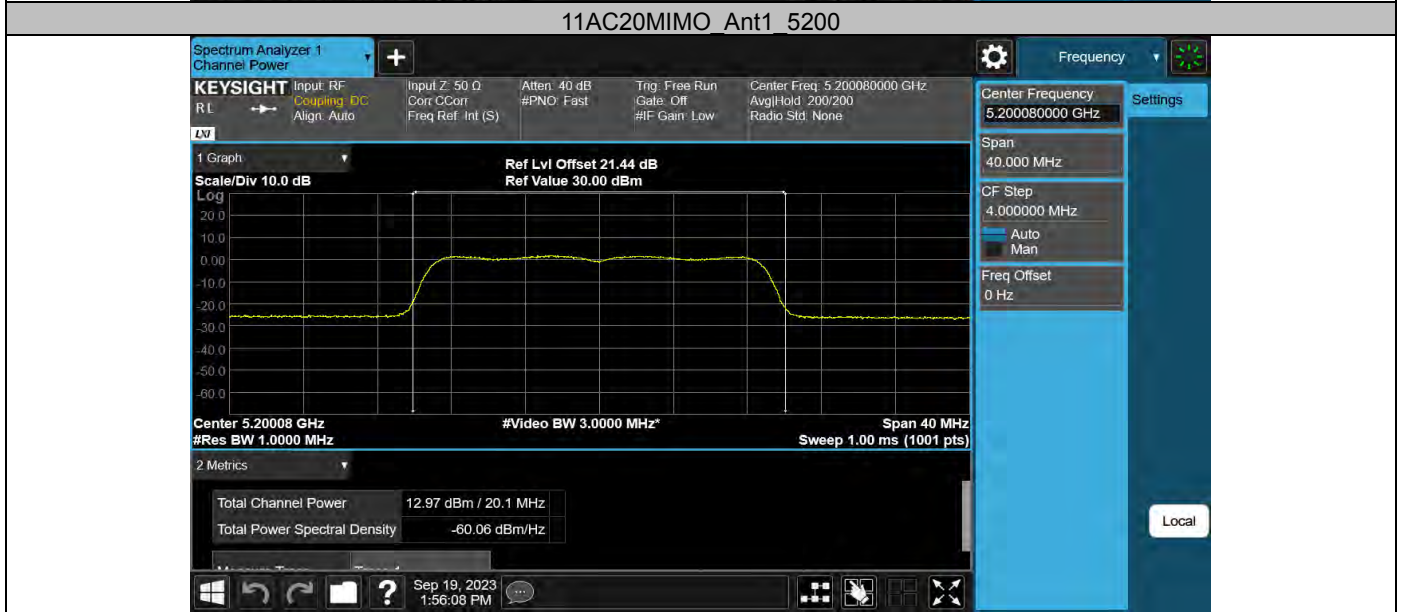 11AC20MIMO_Ant1_5200
Spectrum Analyzer 1
Channel Power
+
Frequency
KEYSIGHT
R L
LXI
Input: RF
Coupling: DC
Align: Auto
Input Z: 50 Ω
Corr CCorr
Freq Ref: Int (S)
Atten: 40 dB
#PNO: Fast
Trig: Free Run
Gate: Off
#IF Gain: Low
Center Freq: 5.200080000 GHz
Avg|Hold: 200/200
Radio Std: None
Center Frequency
5.200080000 GHz
Settings
Span
40.000 MHz
CF Step
4.000000 MHz
Auto
Man
Freq Offset
0 Hz
1 Graph
Scale/Div 10.0 dB
Ref Lvl Offset 21.44 dB
Ref Value 30.00 dBm
Log
20.0
10.0
0.00
-10.0
-20.0
-30.0
-40.0
-50.0
-60.0
Center 5.20008 GHz
#Video BW 3.0000 MHz*
Span 40 MHz
#Res BW 1.0000 MHz
Sweep 1.00 ms (1001 pts)
2 Metrics
Total Channel Power 12.97 dBm / 20.1 MHz
Total Power Spectral Density -60.06 dBm/Hz
Local
?
Sep 19, 2023
1:56:08 PM